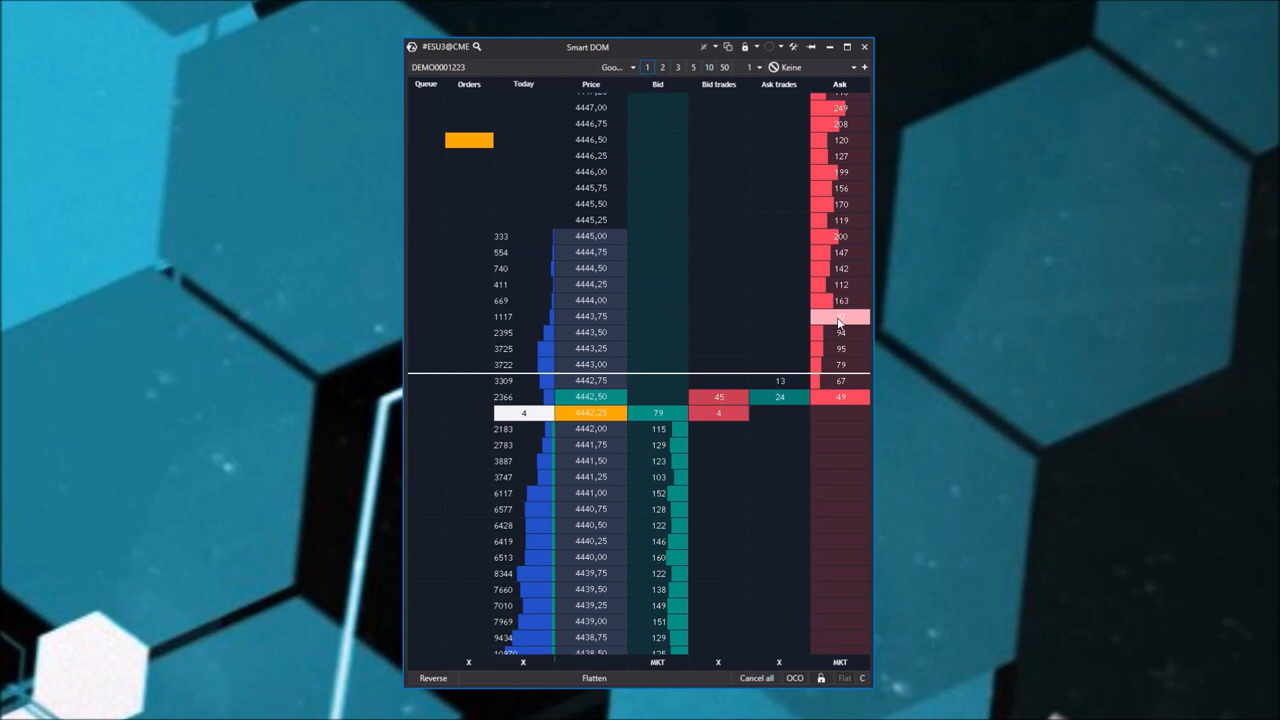 #ESU3@CME Smart DOM
DEMO0001223 Goo... 1 2 3 5 10 50 1 Keine
Queue Orders Today Price Bid Bid trades Ask trades Ask
4447,00 249
4446,75 208
4446,50 120
4446,25 127
4446,00 199
4445,75 156
4445,50 170
4445,25 119
333 4445,00 200
554 4444,75 147
740 4444,50 142
411 4444,25 112
669 4444,00 163
1117 4443,75
2395 4443,50 94
3725 4443,25 95
3722 4443,00 79
3309 4442,75 13 67
2366 4442,50 45 24 49
4 4442,25 79 4
2183 4442,00 115
2783 4441,75 129
3887 4441,50 123
3747 4441,25 103
6117 4441,00 152
6577 4440,75 128
6428 4440,50 122
6419 4440,25 146
6513 4440,00 160
8344 4439,75 122
7660 4439,50 138
7010 4439,25 149
7969 4439,00 151
9434 4438,75 129
10970 4438,50 125
X X MKT X X MKT
Reverse Flatten Cancel all OCO Flat C